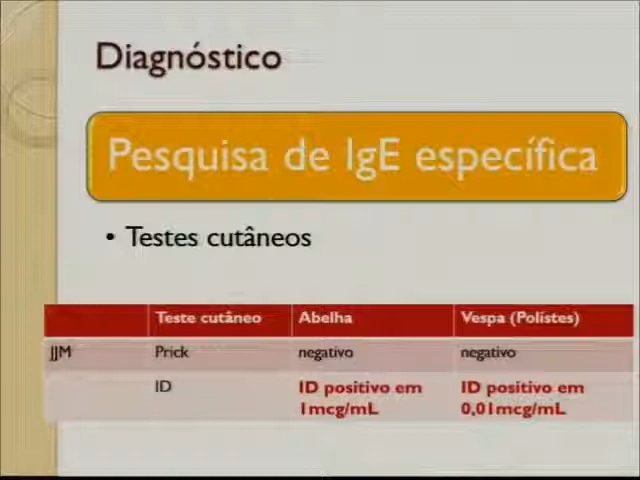 Diagnóstico
Pesquisa de IgE específica
• Testes cutâneos
Teste cutâneo Abelha Vespa (Polistes)
JJM Prick negativo negativo
ID ID positivo em ID positivo em
1mcg/mL 0,01mcg/mL